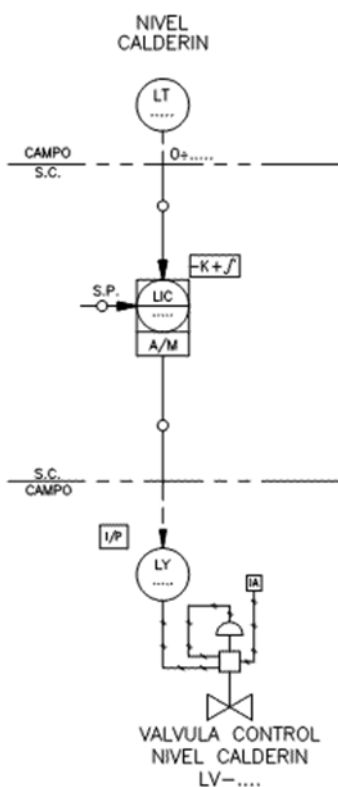 NIVEL
CALDERIN
LT
.....
CAMPO
0÷.....
S.C.
-K+∫
S.P.
LIC
....
A/M
S.C.
CAMPO
I/P
LY
.....
IA
VALVULA CONTROL
NIVEL CALDERIN
LV-....